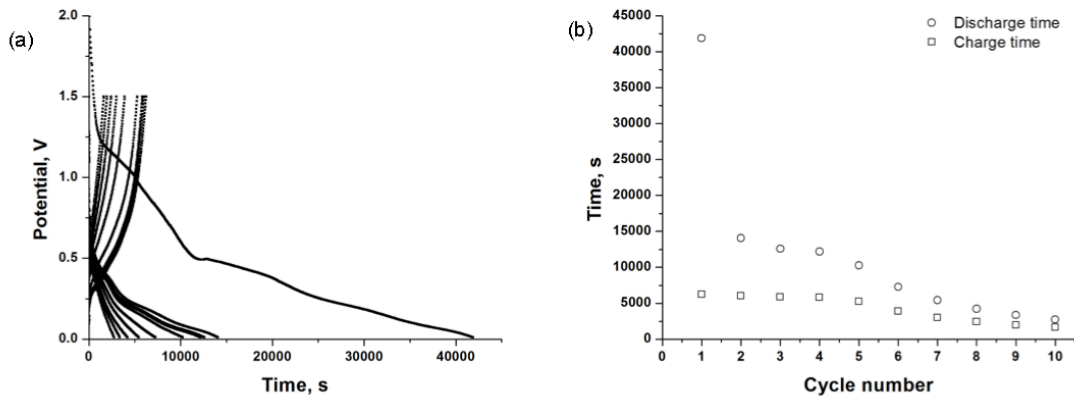 (a)
2.0
1.5
1.0
0.5
0.0
Potential, V
0 10000 20000 30000 40000
Time, s
(b)
45000
40000
35000
30000
25000
20000
15000
10000
5000
0
Time, s
Discharge time
Charge time
0 1 2 3 4 5 6 7 8 9 10
Cycle number